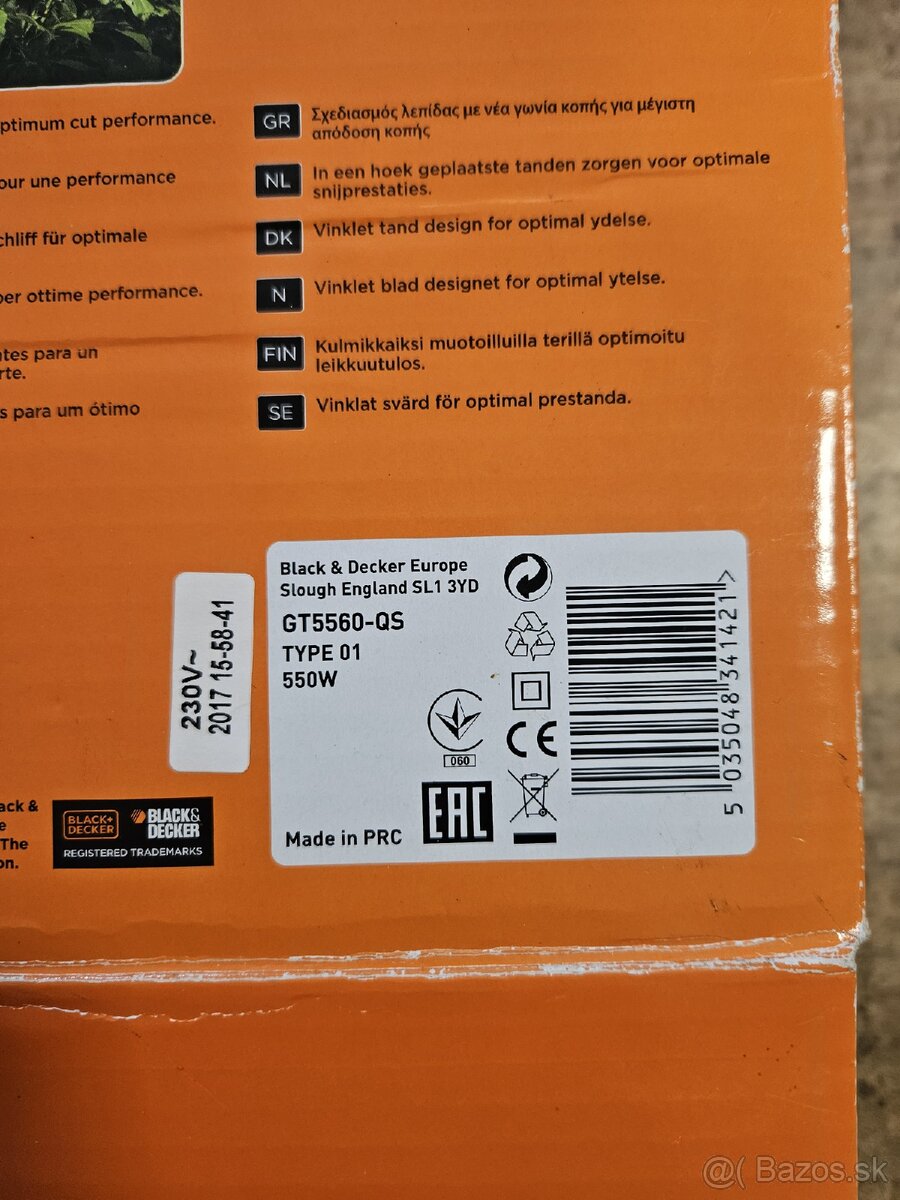 ptimum cut performance.
our une performance
chliff für optimale
per ottime performance.
ntes para un
rte.
s para um ótimo
GR Σχεδιασμός λεπίδας με νέα γωνία κοπής για μέγιστη
απόδοση κοπής
NL In een hoek geplaatste tanden zorgen voor optimale
snijprestaties.
DK Vinklet tand design for optimal ydelse.
N Vinklet blad designet for optimal ytelse.
FIN Kulmikkaiksi muotoilluilla terillä optimoitu
leikkuutulos.
SE Vinklat svärd för optimal prestanda.
230V~
2017 15-58-41
Black & Decker Europe
Slough England SL1 3YD
GT5560-QS
TYPE 01
550W
060
Made in PRC
EAC
CE
5 035048 341421 >
ack &
e
The
on.
BLACK+
DECKER
BLACK&
DECKER
REGISTERED TRADEMARKS
@( Bazos.sk